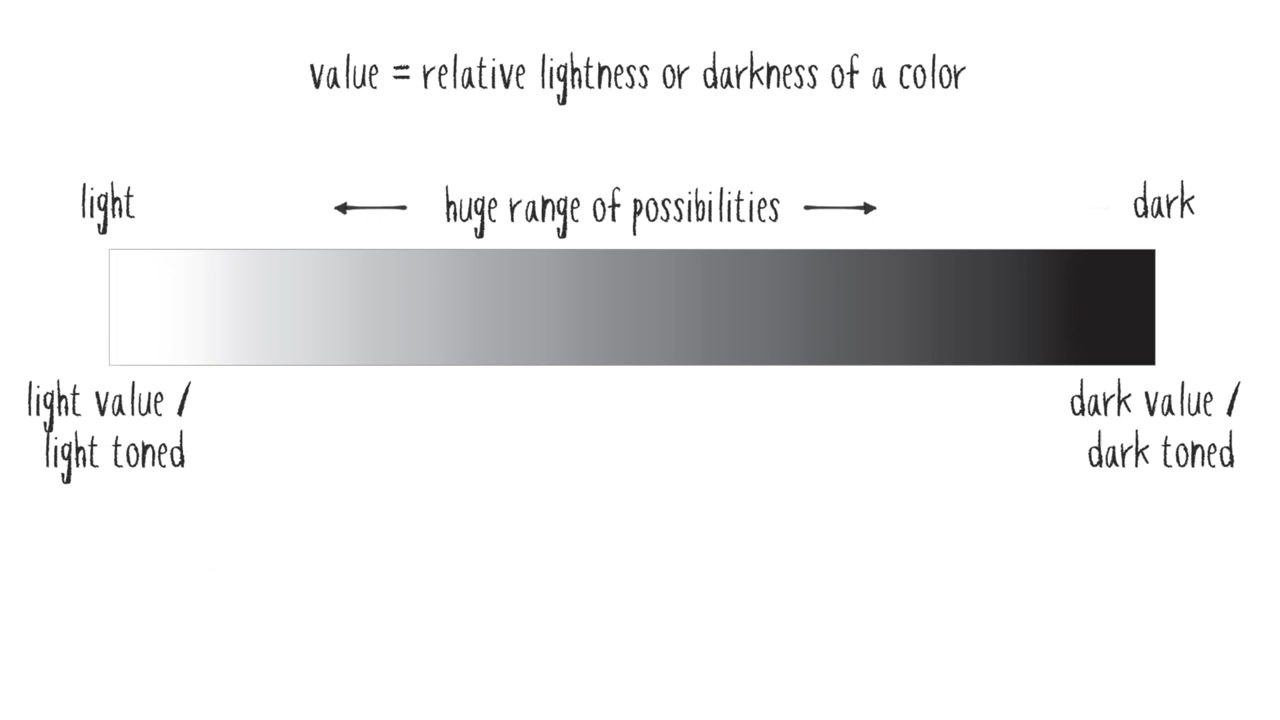 value = relative lightness or darkness of a color
light
huge range of possibilities
dark
light value /
light toned
dark value /
dark toned